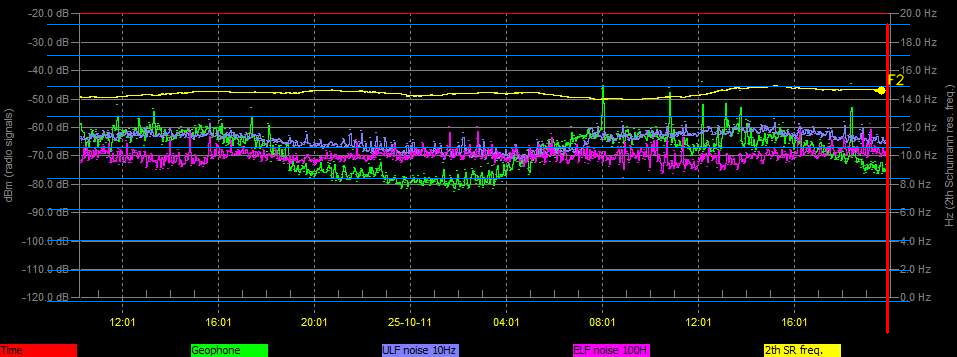 -20.0 dB 20.0 Hz
-30.0 dB 18.0 Hz
-40.0 dB 16.0 Hz
F2
-50.0 dB 14.0 Hz
-60.0 dB 12.0 Hz
-70.0 dB 10.0 Hz
-80.0 dB 8.0 Hz
-90.0 dB 6.0 Hz
-100.0 dB 4.0 Hz
-110.0 dB 2.0 Hz
-120.0 dB 0.0 Hz
dBm (radio signals)
Hz (2th Schumann res. freq.)
12:01 16:01 20:01 25-10-11 04:01 08:01 12:01 16:01
Time Geophone ULF noise 10Hz ELF noise 100H 2th SR freq.